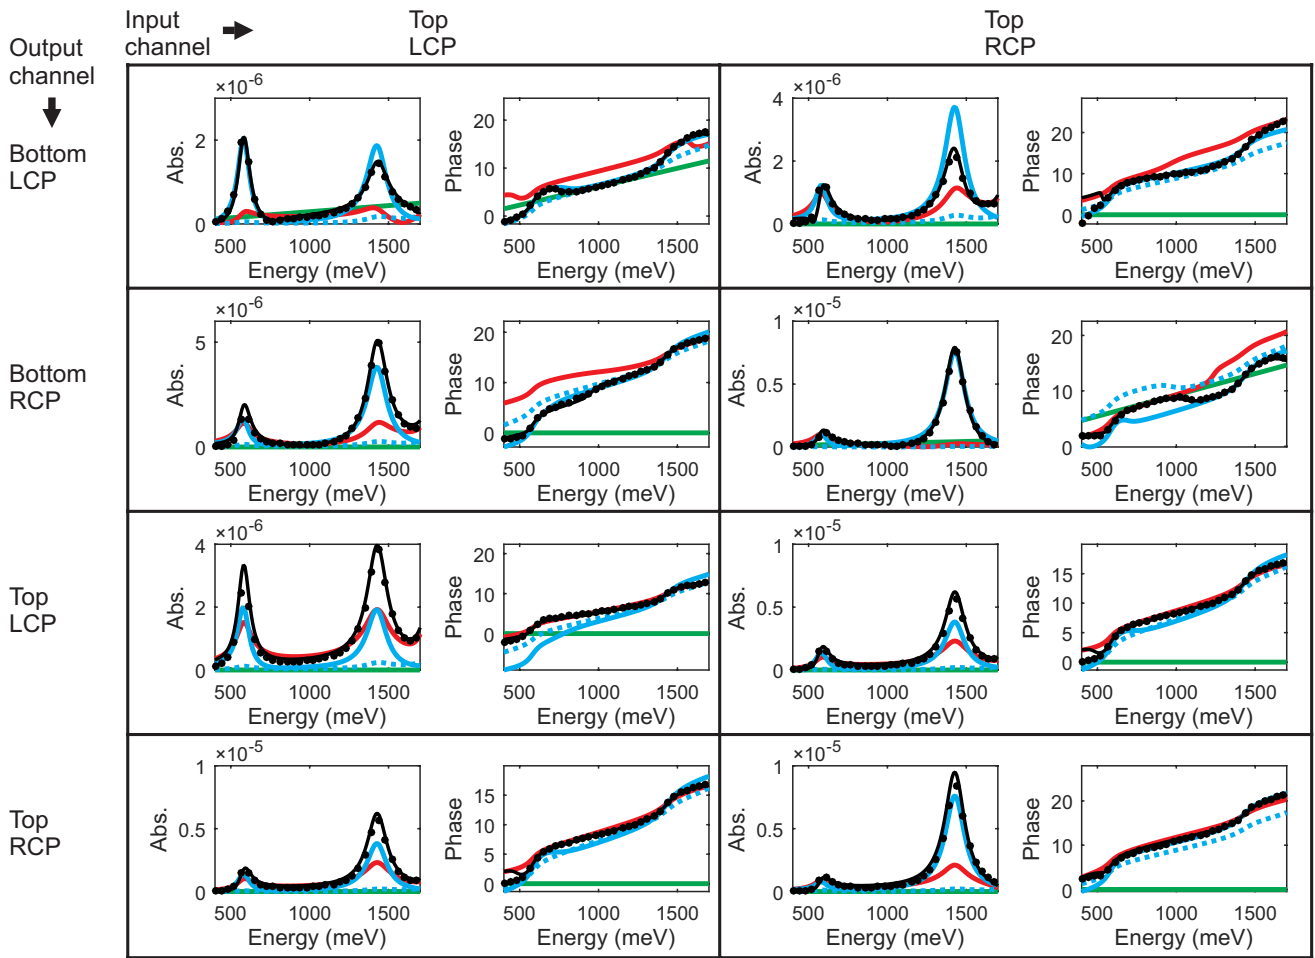 Input
channel
Top
LCP
Top
RCP
Output
channel
Bottom
LCP
×10-6
Abs.
2
0
500 1000 1500
Energy (meV)
Phase
20
10
0
500 1000 1500
Energy (meV)
×10-6
Abs.
4
2
0
500 1000 1500
Energy (meV)
Phase
20
10
0
500 1000 1500
Energy (meV)
Bottom
RCP
×10-6
Abs.
5
0
500 1000 1500
Energy (meV)
Phase
20
10
0
500 1000 1500
Energy (meV)
×10-5
Abs.
1
0.5
0
500 1000 1500
Energy (meV)
Phase
20
10
0
500 1000 1500
Energy (meV)
Top
LCP
×10-6
Abs.
4
2
0
500 1000 1500
Energy (meV)
Phase
20
10
0
500 1000 1500
Energy (meV)
×10-5
Abs.
1
0.5
0
500 1000 1500
Energy (meV)
Phase
15
10
5
0
500 1000 1500
Energy (meV)
Top
RCP
×10-5
Abs.
1
0.5
0
500 1000 1500
Energy (meV)
Phase
15
10
5
0
500 1000 1500
Energy (meV)
×10-5
Abs.
1
0.5
0
500 1000 1500
Energy (meV)
Phase
20
10
0
500 1000 1500
Energy (meV)